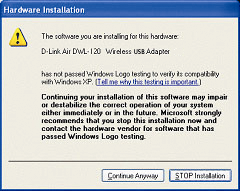 Hardware Installation
The software you are installing for this hardware:
D-Link Air DWL-120 Wireless USB Adapter
has not passed Windows Logo testing to verify its compatibility
with Windows XP. (Tell me why this testing is important.)
Continuing your installation of this software may impair
or destabilize the correct operation of your system
either immediately or in the future. Microsoft strongly
recommends that you stop this installation now and
contact the hardware vendor for software that has
passed Windows Logo testing.
Continue Anyway
STOP Installation